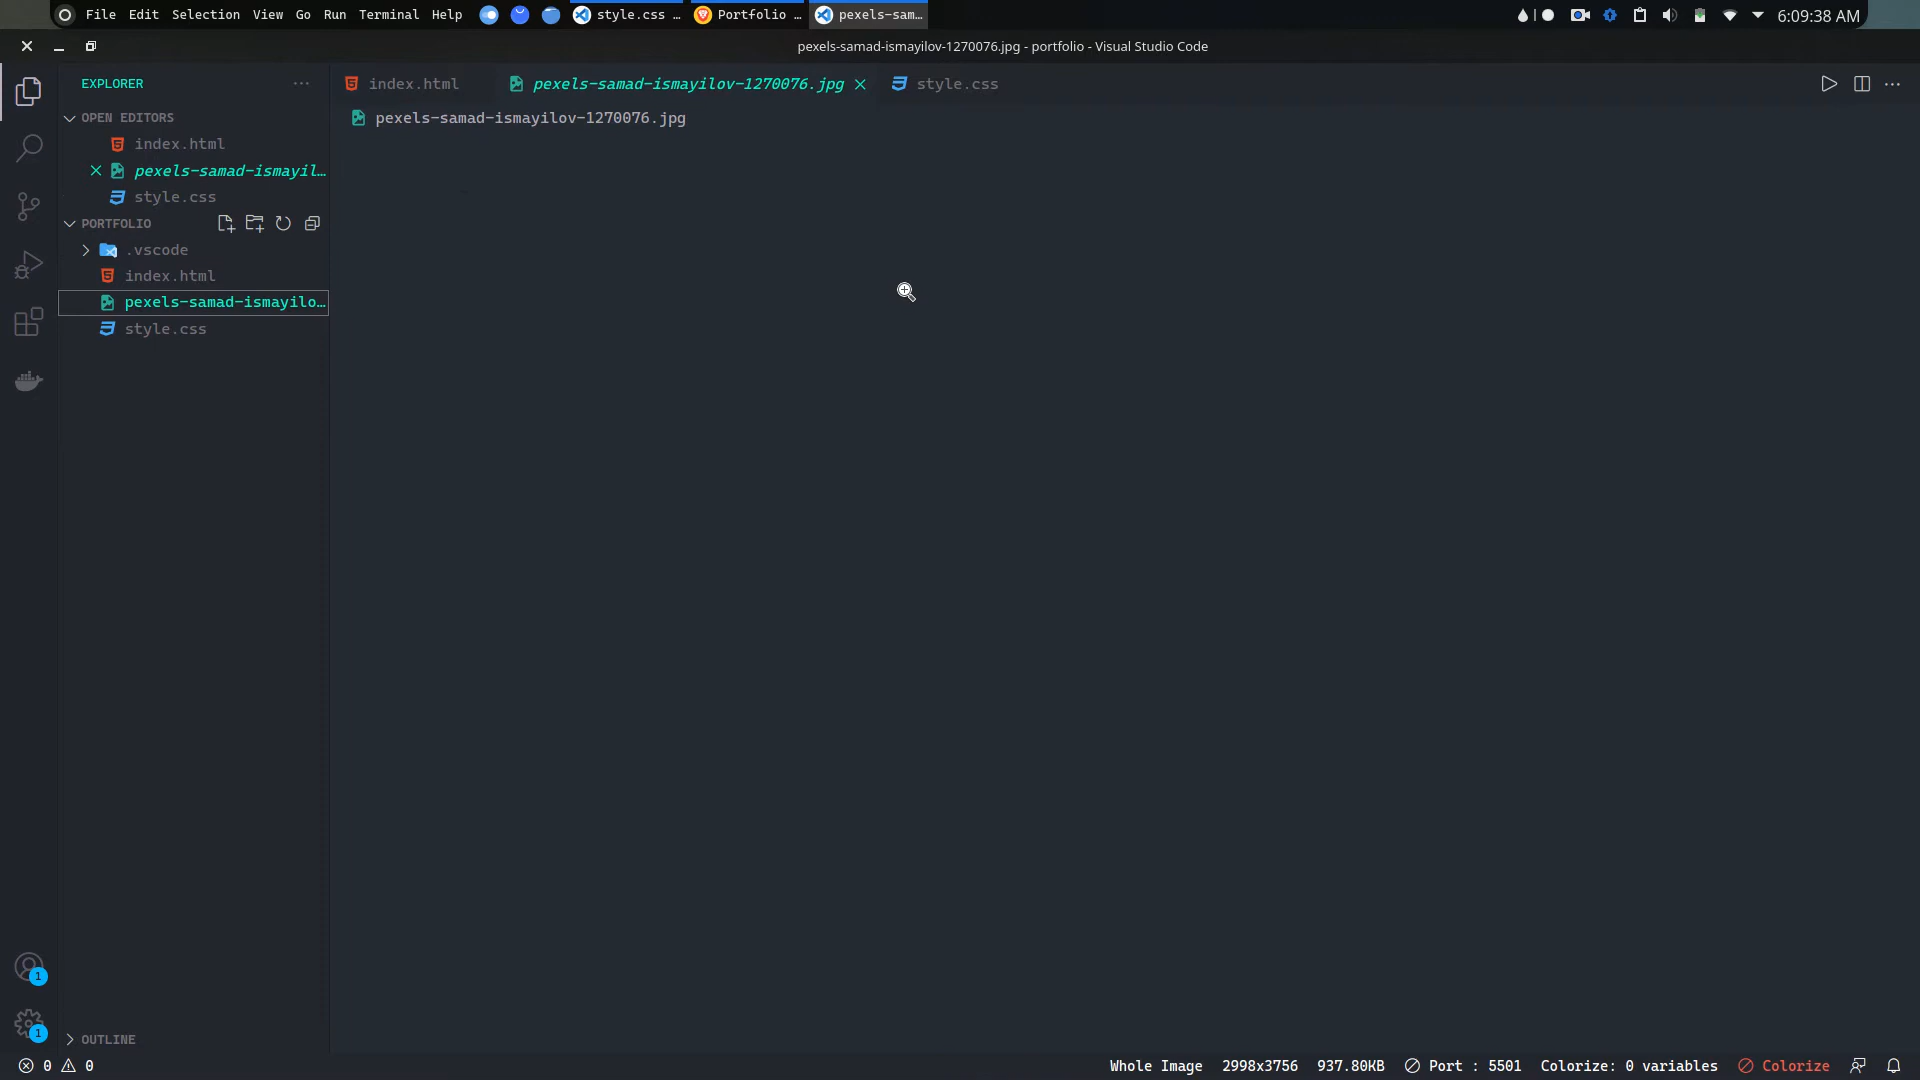 File Edit Selection View Go Run Terminal Help style.css ... Portfolio ... pexels-sam... 6:09:38 AM
pexels-samad-ismayilov-1270076.jpg - portfolio - Visual Studio Code
EXPLORER
index.html pexels-samad-ismayilov-1270076.jpg style.css
OPEN EDITORS
pexels-samad-ismayilov-1270076.jpg
index.html
pexels-samad-ismayil...
style.css
PORTFOLIO
.vscode
index.html
pexels-samad-ismayilo...
style.css
1
1
OUTLINE
0 0 Whole Image 2998x3756 937.80KB Port : 5501 Colorize: 0 variables Colorize